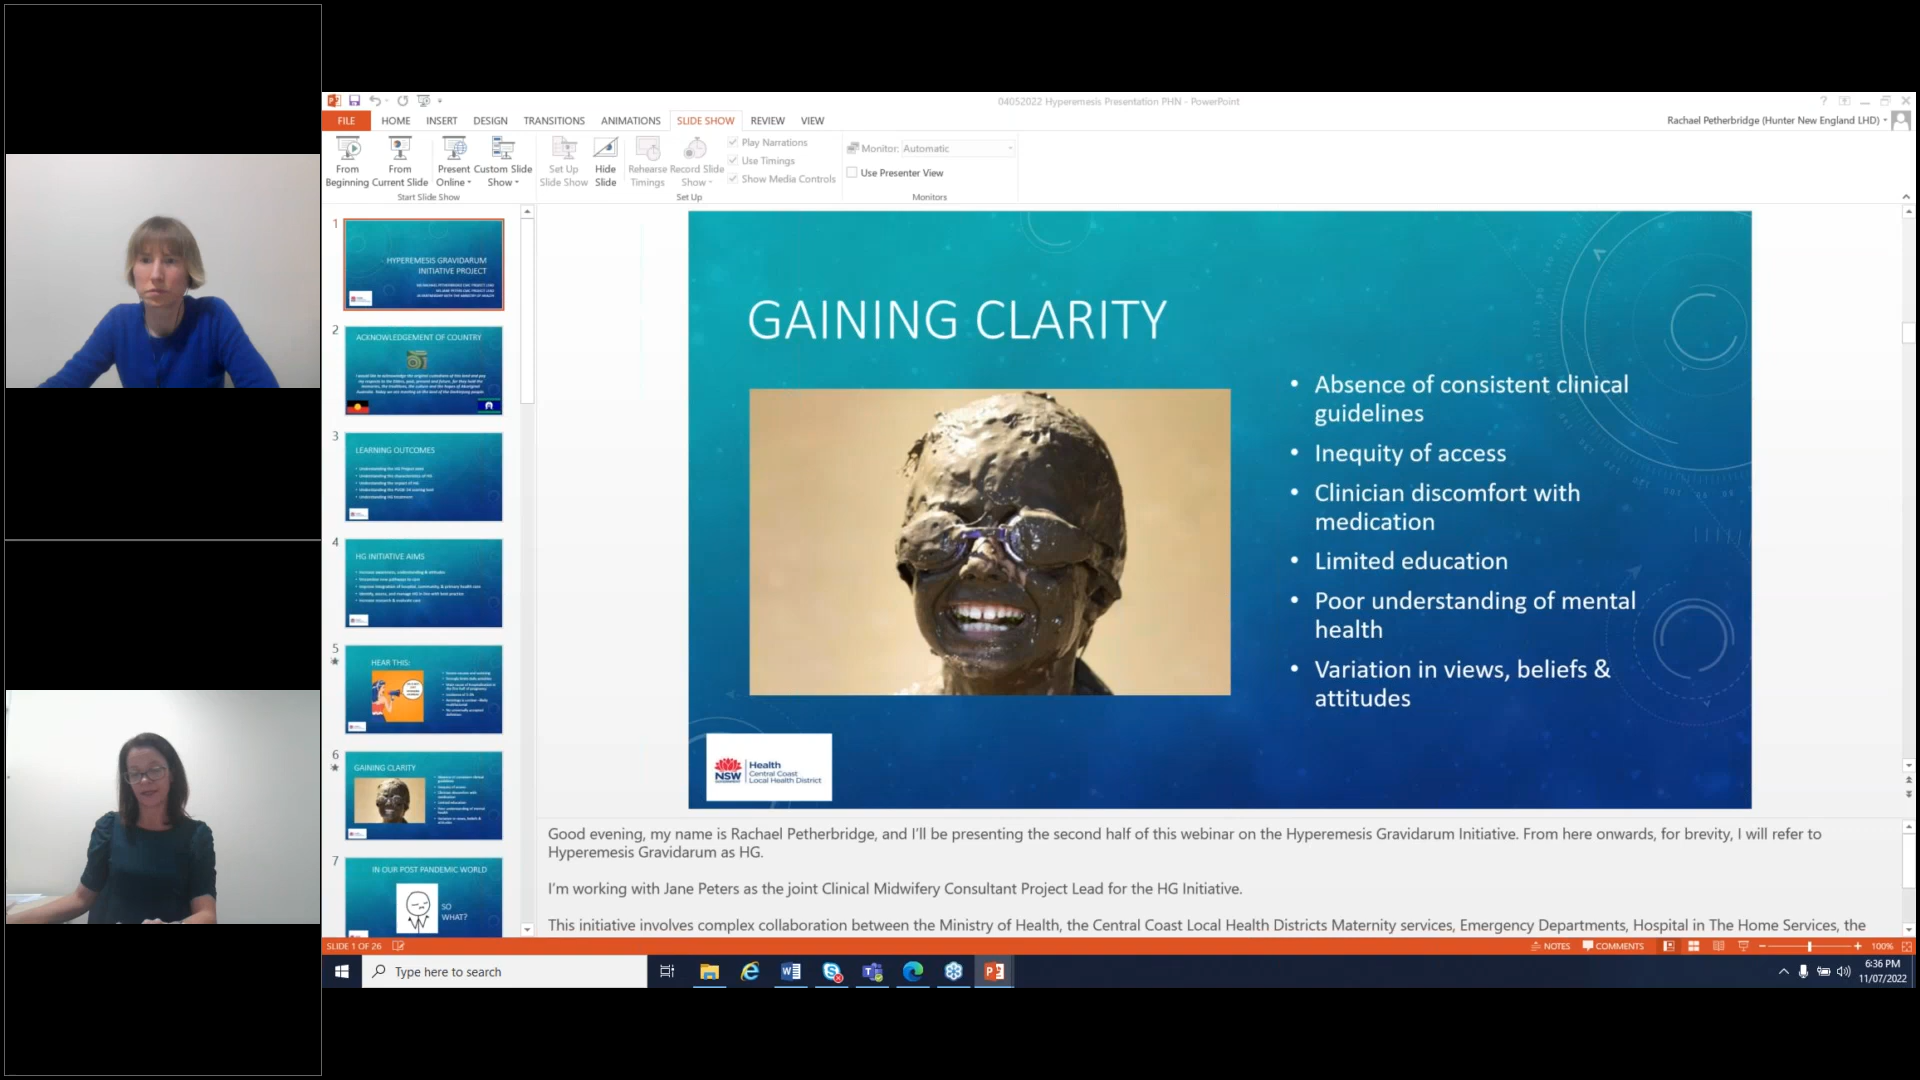 04052022 Hyperemesis Presentation PHN - PowerPoint
FILE HOME INSERT DESIGN TRANSITIONS ANIMATIONS SLIDE SHOW REVIEW VIEW
Rachael Petherbridge (Hunter New England LHD)
From Beginning
From Current Slide
Present Online
Custom Slide Show
Set Up Slide Show
Hide Slide
Rehearse Timings
Record Slide Show
Play Narrations
Use Timings
Show Media Controls
Monitor: Automatic
Use Presenter View
Start Slide Show
Set Up
Monitors
1
HYPEREMESIS GRAVIDARUM
INITIATIVE PROJECT
2
ACKNOWLEDGEMENT OF COUNTRY
3
LEARNING OUTCOMES
4
HG INITIATIVE AIMS
5
HEAR THIS:
6
GAINING CLARITY
7
IN OUR POST PANDEMIC WORLD
SO
WHAT?
GAINING CLARITY
• Absence of consistent clinical
guidelines
• Inequity of access
• Clinician discomfort with
medication
• Limited education
• Poor understanding of mental
health
• Variation in views, beliefs &
attitudes
NSW
Health
Central Coast
Local Health District
Good evening, my name is Rachael Petherbridge, and I'll be presenting the second half of this webinar on the Hyperemesis Gravidarum Initiative. From here onwards, for brevity, I will refer to
Hyperemesis Gravidarum as HG.
I'm working with Jane Peters as the joint Clinical Midwifery Consultant Project Lead for the HG Initiative.
This initiative involves complex collaboration between the Ministry of Health, the Central Coast Local Health Districts Maternity services, Emergency Departments, Hospital in The Home Services, the
SLIDE 1 OF 26
NOTES COMMENTS
100%
Type here to search
6:36 PM
11/07/2022